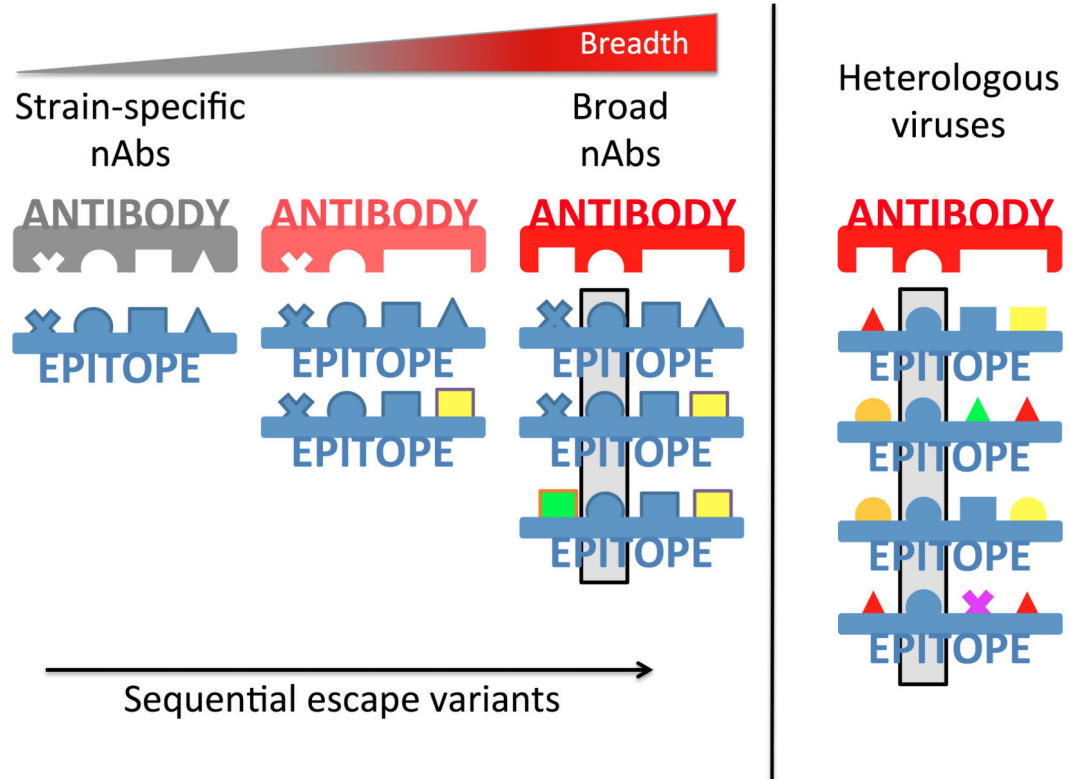 Breadth
Strain-specific
nAbs
Broad
nAbs
Heterologous
viruses
ANTIBODY
ANTIBODY
ANTIBODY
ANTIBODY
EPITOPE
EPITOPE
EPITOPE
EPITOPE
EPITOPE
EPITOPE
EPITOPE
EPITOPE
EPITOPE
EPITOPE
Sequential escape variants